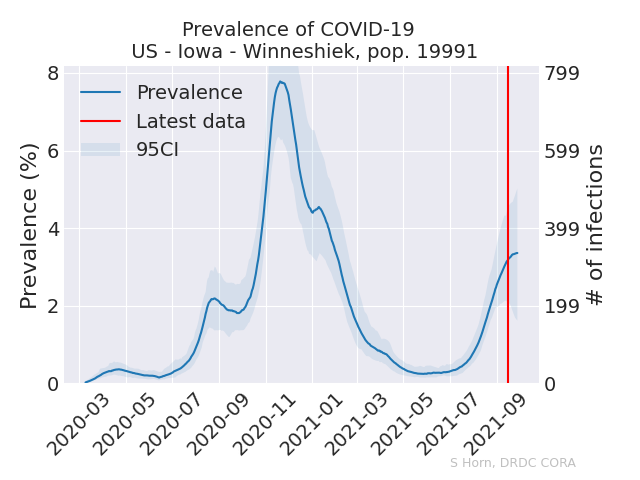 Prevalence of COVID-19
US - Iowa - Winneshiek, pop. 19991
Prevalence
Latest data
95CI
Prevalence (%)
8
6
4
2
0
799
599
399
199
0
# of infections
2020-03
2020-05
2020-07
2020-09
2020-11
2021-01
2021-03
2021-05
2021-07
2021-09
S Horn, DRDC CORA